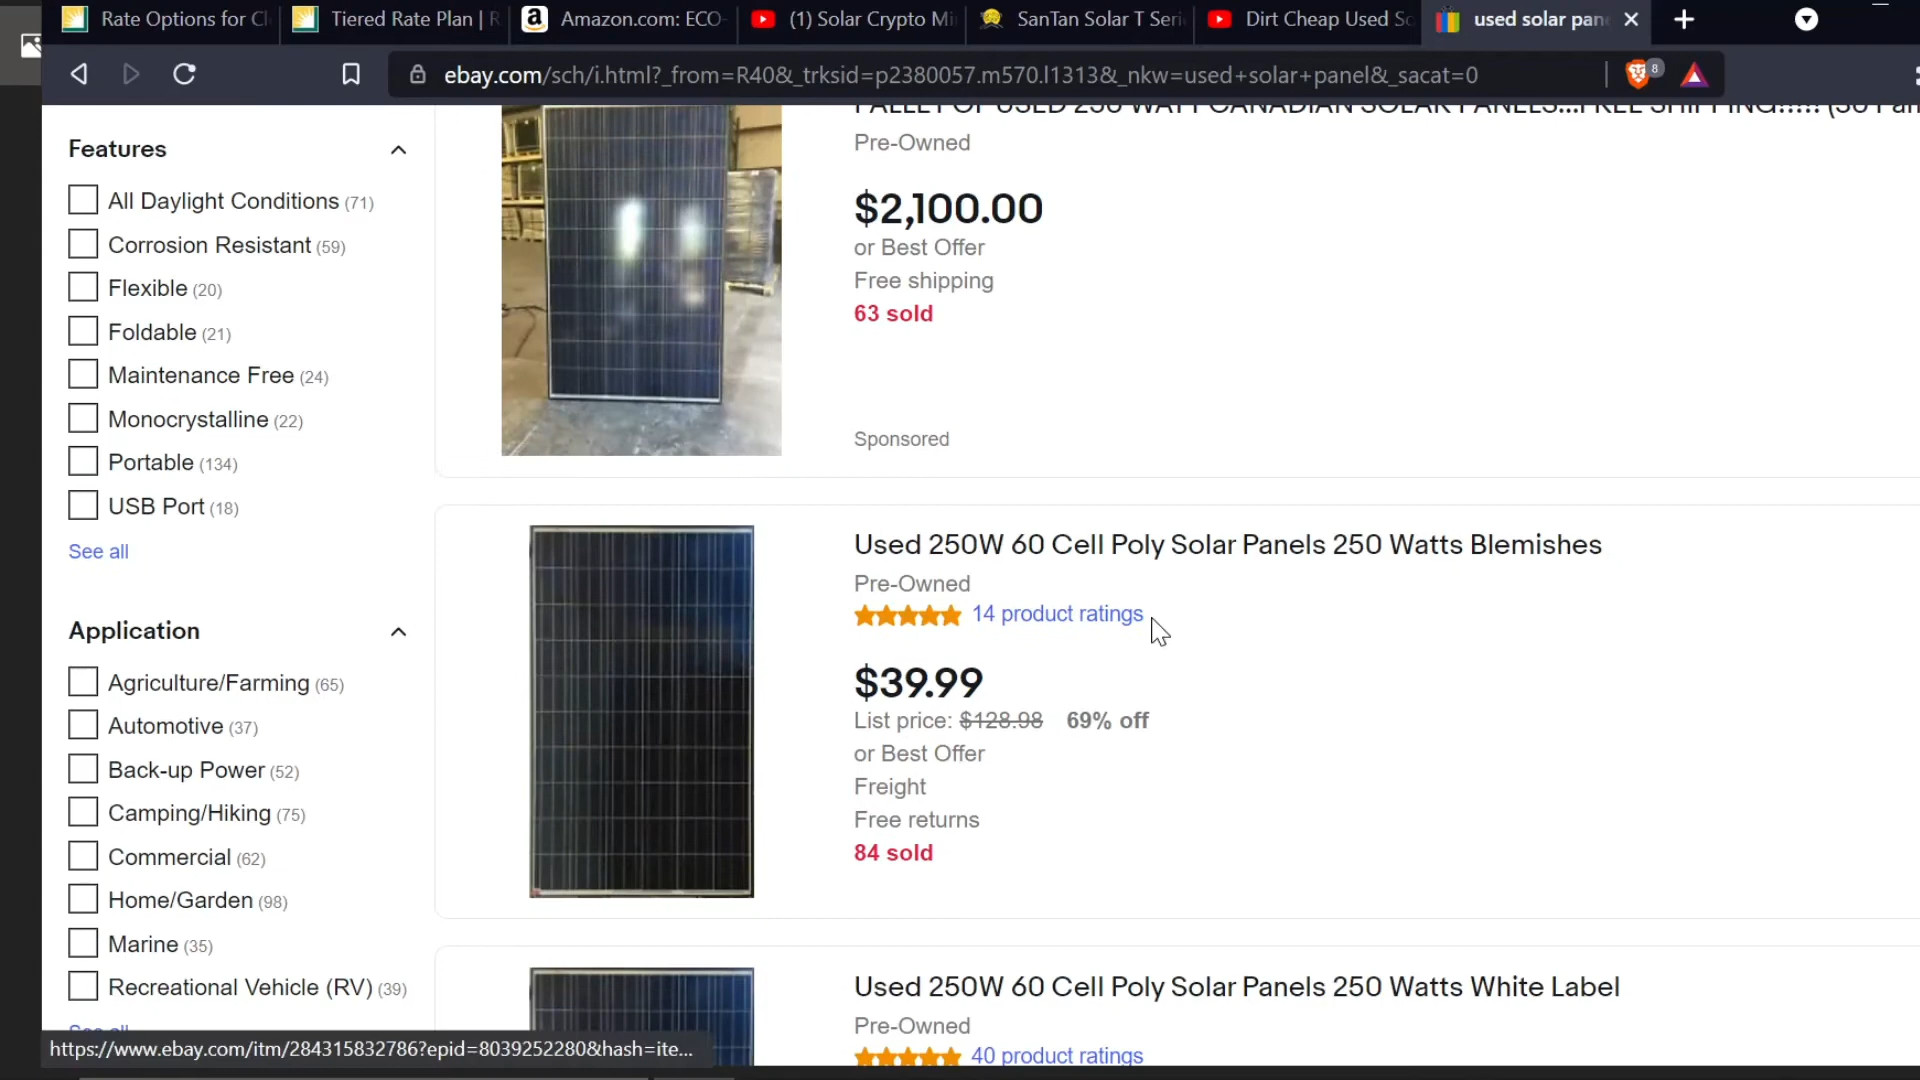 Rate Options for Cl
Tiered Rate Plan | R
Amazon.com: ECO-
(1) Solar Crypto Mi
SanTan Solar T Seri
Dirt Cheap Used So
used solar pan
ebay.com/sch/i.html?_from=R40&_trksid=p2380057.m570.l1313&_nkw=used+solar+panel&_sacat=0
8
Features
All Daylight Conditions (71)
Corrosion Resistant (59)
Flexible (20)
Foldable (21)
Maintenance Free (24)
Monocrystalline (22)
Portable (134)
USB Port (18)
See all
Application
Agriculture/Farming (65)
Automotive (37)
Back-up Power (52)
Camping/Hiking (75)
Commercial (62)
Home/Garden (98)
Marine (35)
Recreational Vehicle (RV) (39)
See all
PALLET OF USED 230 WATT CANADIAN SOLAR PANELS...FREE SHIPPING!!!!!
Pre-Owned
$2,100.00
or Best Offer
Free shipping
63 sold
Sponsored
Used 250W 60 Cell Poly Solar Panels 250 Watts Blemishes
Pre-Owned
14 product ratings
$39.99
List price: $128.98 69% off
or Best Offer
Freight
Free returns
84 sold
Used 250W 60 Cell Poly Solar Panels 250 Watts White Label
Pre-Owned
40 product ratings
https://www.ebay.com/itm/284315832786?epid=8039252280&hash=ite...